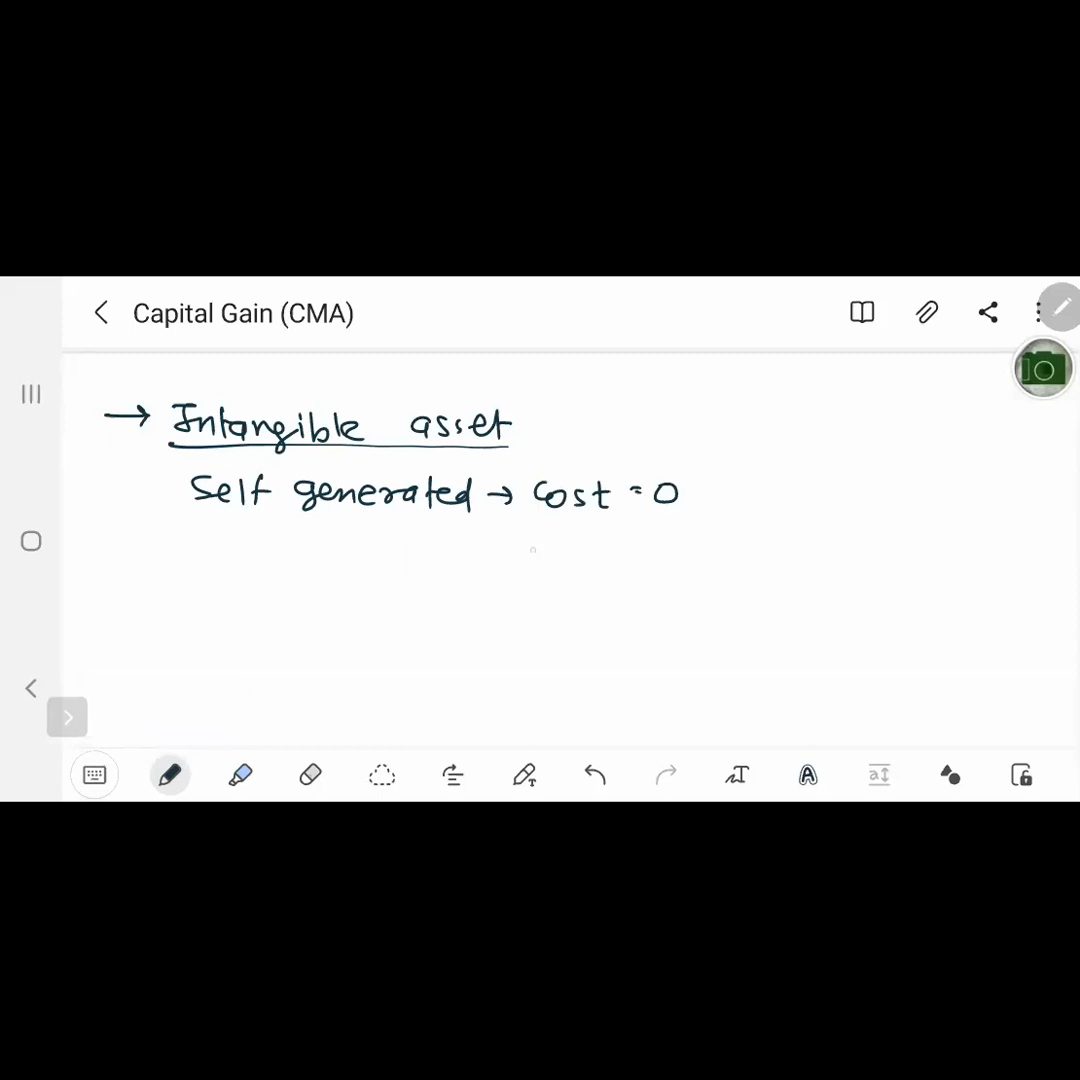 Capital Gain (CMA)
→ Intangible asset
Self generated → Cost = 0